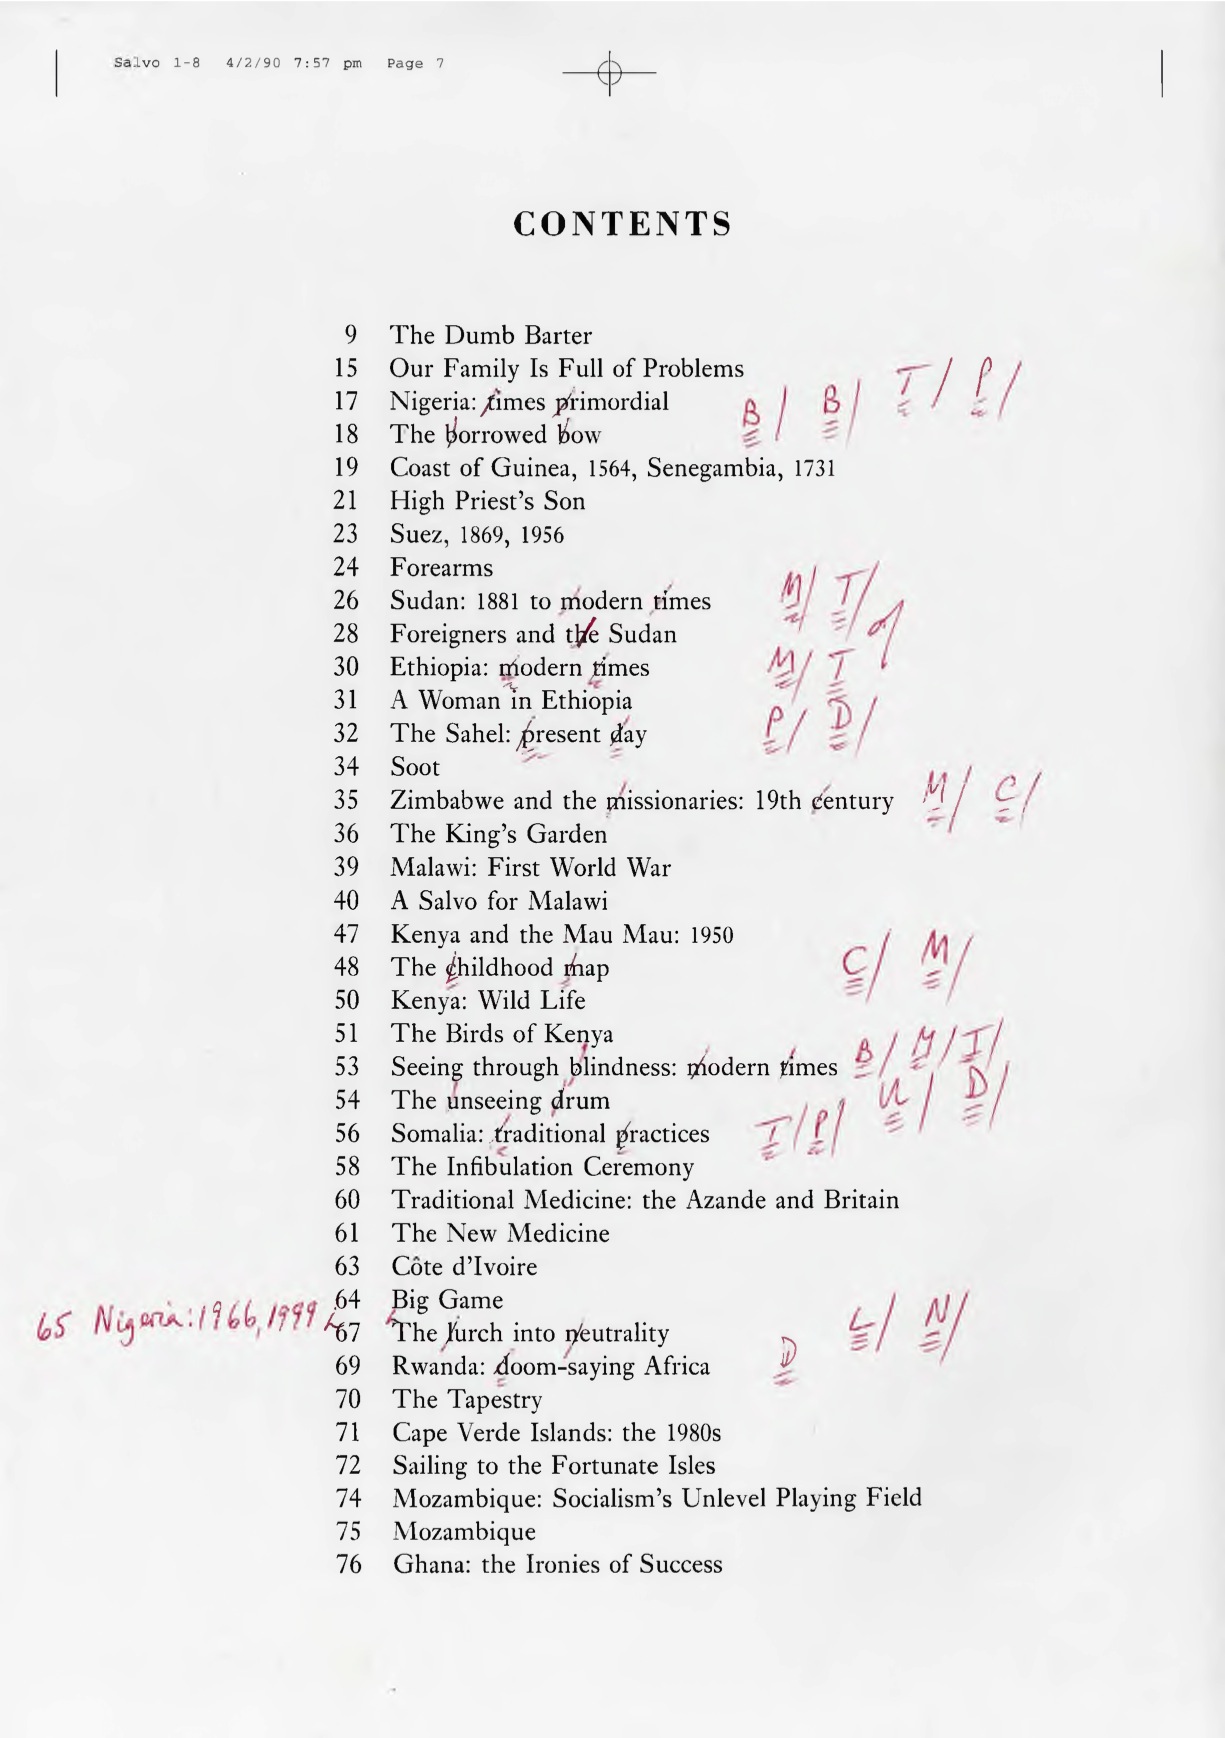 Salvo 1-8 4/2/90 7:57 pm Page 7
CONTENTS
9 The Dumb Barter
15 Our Family Is Full of Problems
T/ P/
17 Nigeria: times primordial
B/ B/
18 The borrowed bow
19 Coast of Guinea, 1564, Senegambia, 1731
21 High Priest's Son
23 Suez, 1869, 1956
24 Forearms
26 Sudan: 1881 to modern times M/ T/
28 Foreigners and the Sudan
30 Ethiopia: modern times M/ T
31 A Woman in Ethiopia
32 The Sahel: present day P/ D/
34 Soot
35 Zimbabwe and the missionaries: 19th century M/ C/
36 The King's Garden
39 Malawi: First World War
40 A Salvo for Malawi
47 Kenya and the Mau Mau: 1950
48 The childhood map C/ M/
50 Kenya: Wild Life
51 The Birds of Kenya
53 Seeing through blindness: modern times B/ M/ T/
54 The unseeing drum U/ D/
56 Somalia: traditional practices T/ P/
58 The Infibulation Ceremony
60 Traditional Medicine: the Azande and Britain
61 The New Medicine
63 Côte d'Ivoire
64 Big Game
65 Nigeria: 1966, 1999
67 The lurch into neutrality L/ N/
69 Rwanda: doom-saying Africa D
70 The Tapestry
71 Cape Verde Islands: the 1980s
72 Sailing to the Fortunate Isles
74 Mozambique: Socialism's Unlevel Playing Field
75 Mozambique
76 Ghana: the Ironies of Success